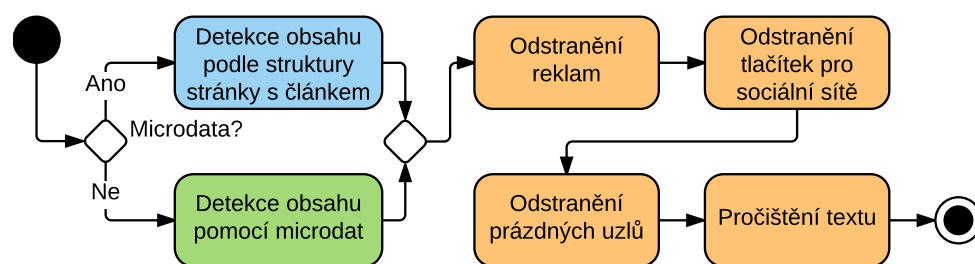 Detekce obsahu
podle struktury
stránky s článkem
Ano
Microdata?
Ne
Detekce obsahu
pomocí microdat
Odstranění
reklam
Odstranění
tlačítek pro
sociální sítě
Odstranění
prázdných uzlů
Pročištění textu